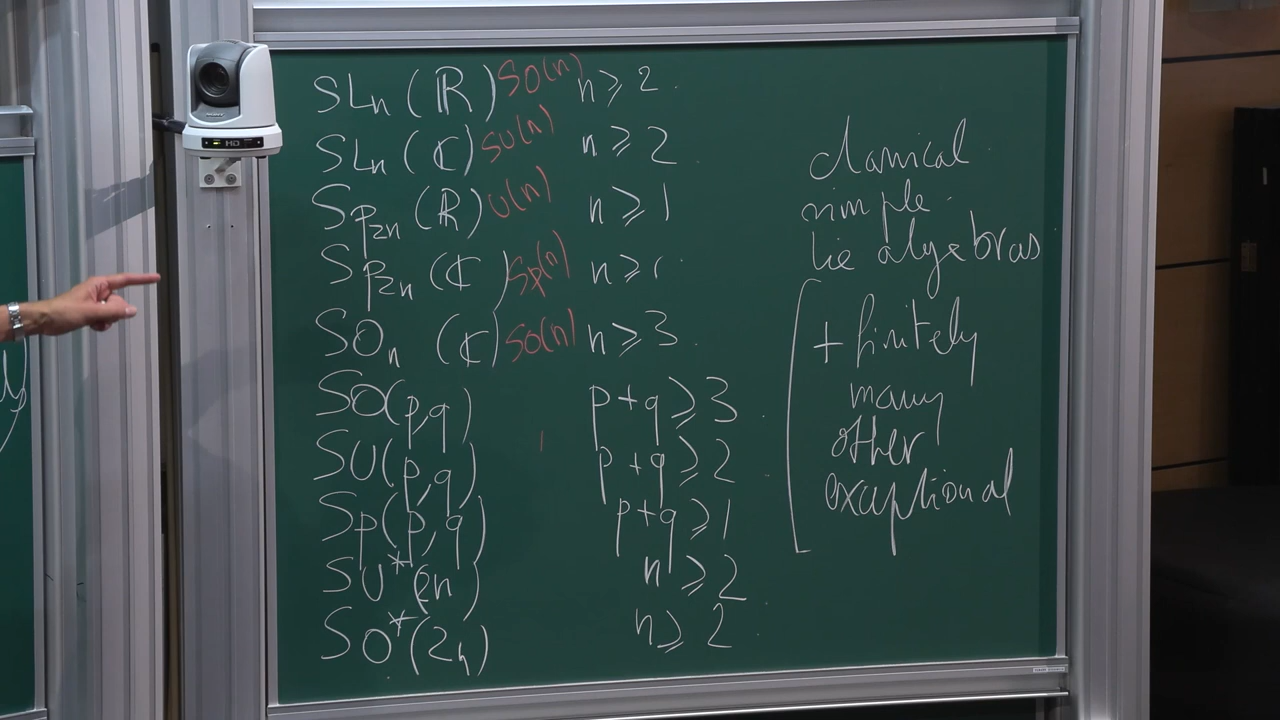 SLn (ℝ) SO(n) n ⩾ 2.
SLn (ℂ) SU(n) n ⩾ 2
Sp2n (ℝ) U(n) n ⩾ 1
Sp2n (ℂ) Sp(n) n ⩾ 1
SOn (ℂ) SO(n) n ⩾ 3
SO(p,q) p+q ⩾ 3
SU(p,q) p+q ⩾ 2
Sp(p,q) p+q ⩾ 1
SU*(2n) n ⩾ 2
SO*(2n) n ⩾ 2
classical
simple
lie algebras
+ finitely
many
other
exceptional
HD